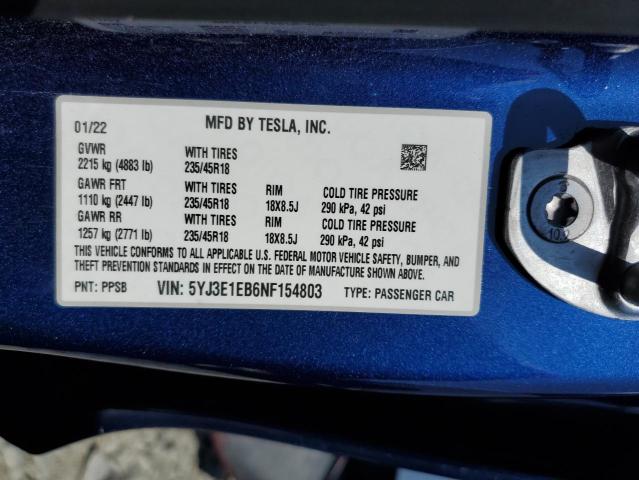 01/22 MFD BY TESLA, INC.
GVWR WITH TIRES
2215 kg (4883 lb) 235/45R18
GAWR FRT WITH TIRES RIM COLD TIRE PRESSURE
1110 kg (2447 lb) 235/45R18 18X8.5J 290 kPa, 42 psi
GAWR RR WITH TIRES RIM COLD TIRE PRESSURE
1257 kg (2771 lb) 235/45R18 18X8.5J 290 kPa, 42 psi
THIS VEHICLE CONFORMS TO ALL APPLICABLE U.S. FEDERAL MOTOR VEHICLE SAFETY, BUMPER, AND
THEFT PREVENTION STANDARDS IN EFFECT ON THE DATE OF MANUFACTURE SHOWN ABOVE.
PNT: PPSB VIN: 5YJ3E1EB6NF154803 TYPE: PASSENGER CAR
10.2